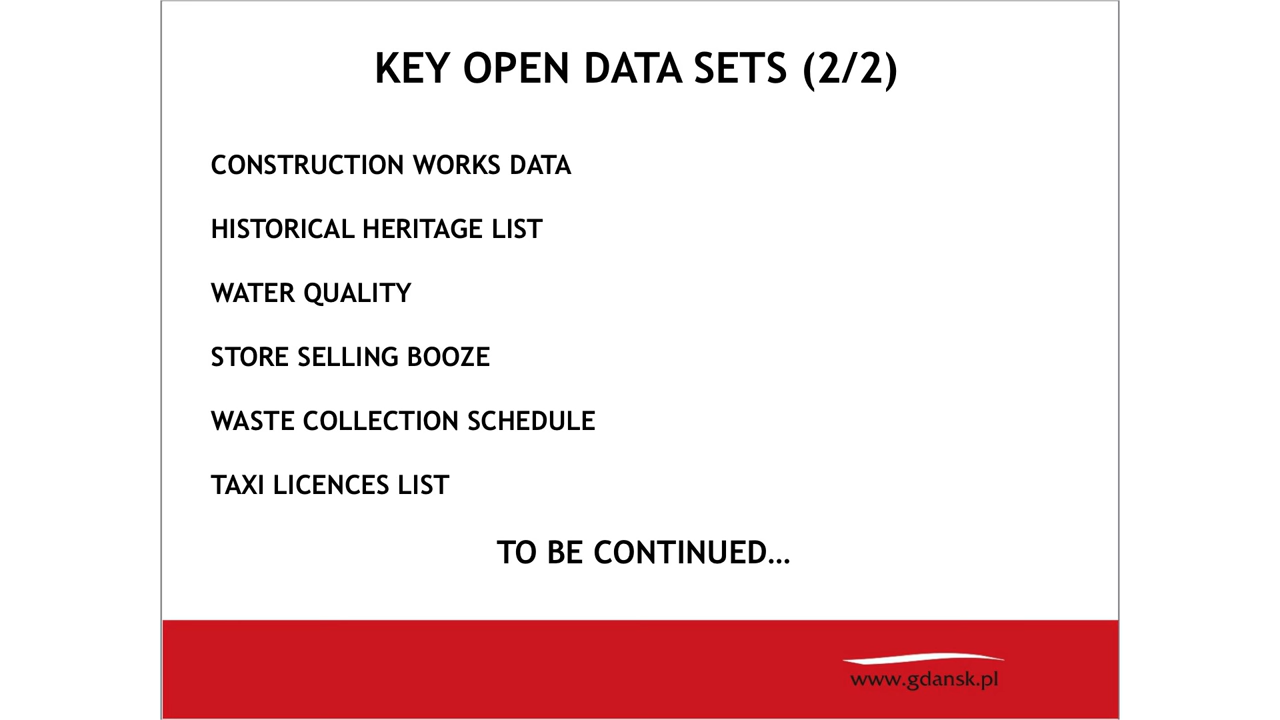 KEY OPEN DATA SETS (2/2)
CONSTRUCTION WORKS DATA
HISTORICAL HERITAGE LIST
WATER QUALITY
STORE SELLING BOOZE
WASTE COLLECTION SCHEDULE
TAXI LICENCES LIST
TO BE CONTINUED…
www.gdansk.pl